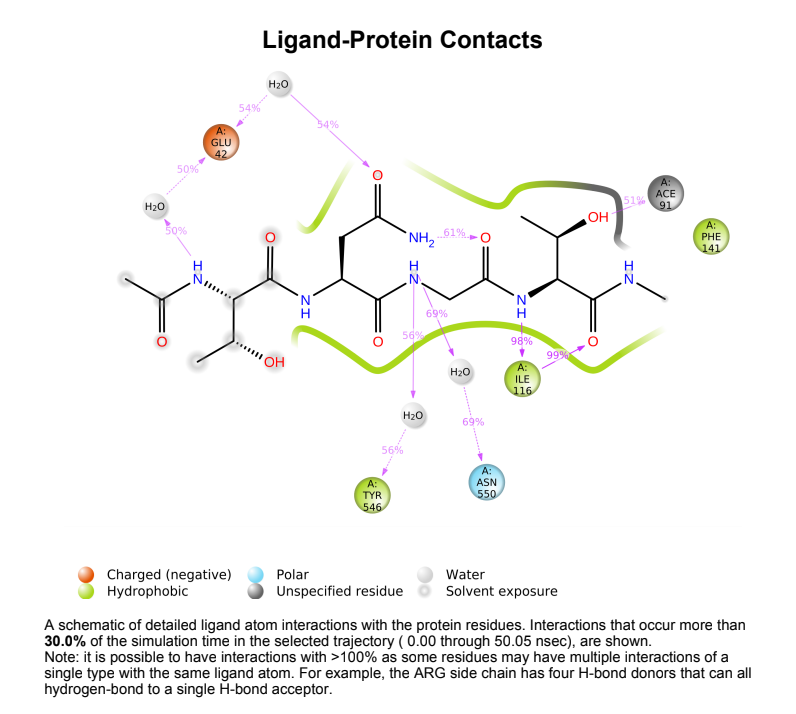 Ligand-Protein Contacts
H₂O
54%
54%
A:
GLU
42
50%
H₂O
50%
O
51%
A:
ACE
91
OH
A:
PHE
141
O
NH₂
61%
O
H
N
H
N
H
N
N
H
69%
N
H
O
O
56%
98%
99%
O
OH
H₂O
A:
ILE
116
H₂O
69%
56%
A:
TYR
546
A:
ASN
550
Charged (negative)
Polar
Water
Hydrophobic
Unspecified residue
Solvent exposure
A schematic of detailed ligand atom interactions with the protein residues. Interactions that occur more than
30.0% of the simulation time in the selected trajectory ( 0.00 through 50.05 nsec), are shown.
Note: it is possible to have interactions with >100% as some residues may have multiple interactions of a
single type with the same ligand atom. For example, the ARG side chain has four H-bond donors that can all
hydrogen-bond to a single H-bond acceptor.